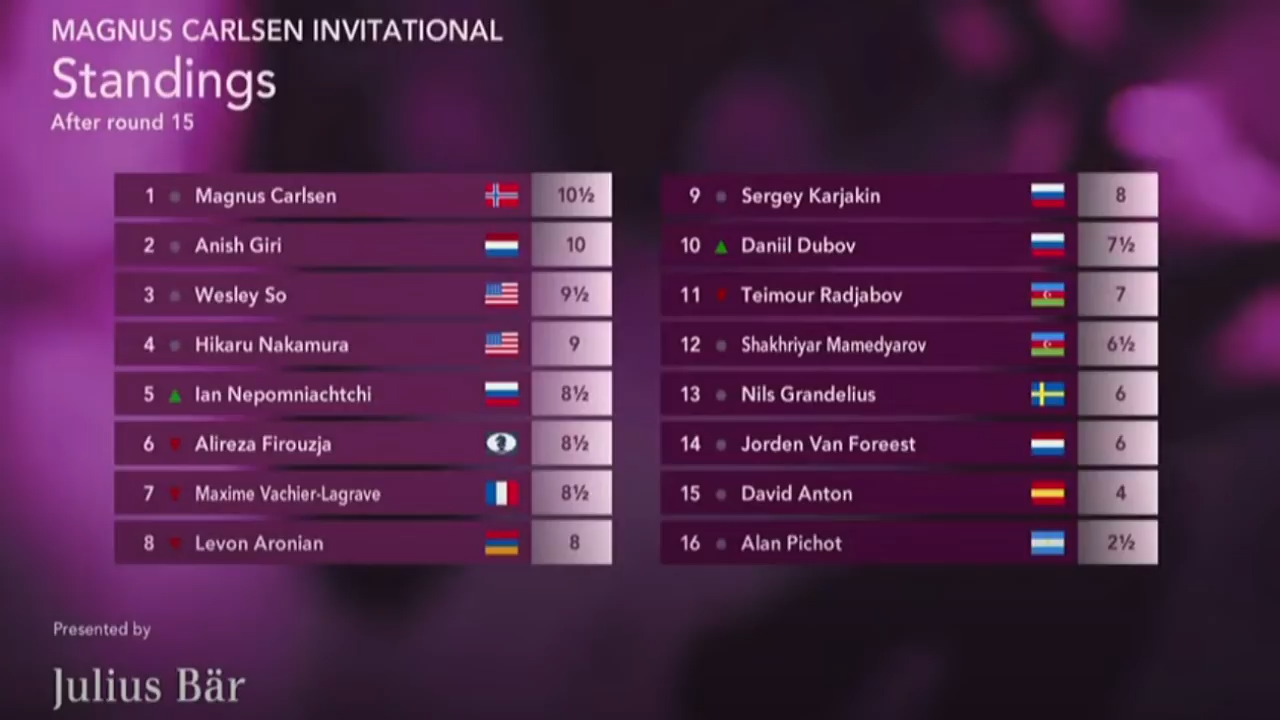 MAGNUS CARLSEN INVITATIONAL
Standings
After round 15
1 Magnus Carlsen 10½
2 Anish Giri 10
3 Wesley So 9½
4 Hikaru Nakamura 9
5 Ian Nepomniachtchi 8½
6 Alireza Firouzja 8½
7 Maxime Vachier-Lagrave 8½
8 Levon Aronian 8
9 Sergey Karjakin 8
10 Daniil Dubov 7½
11 Teimour Radjabov 7
12 Shakhriyar Mamedyarov 6½
13 Nils Grandelius 6
14 Jorden Van Foreest 6
15 David Anton 4
16 Alan Pichot 2½
Presented by
Julius Bär